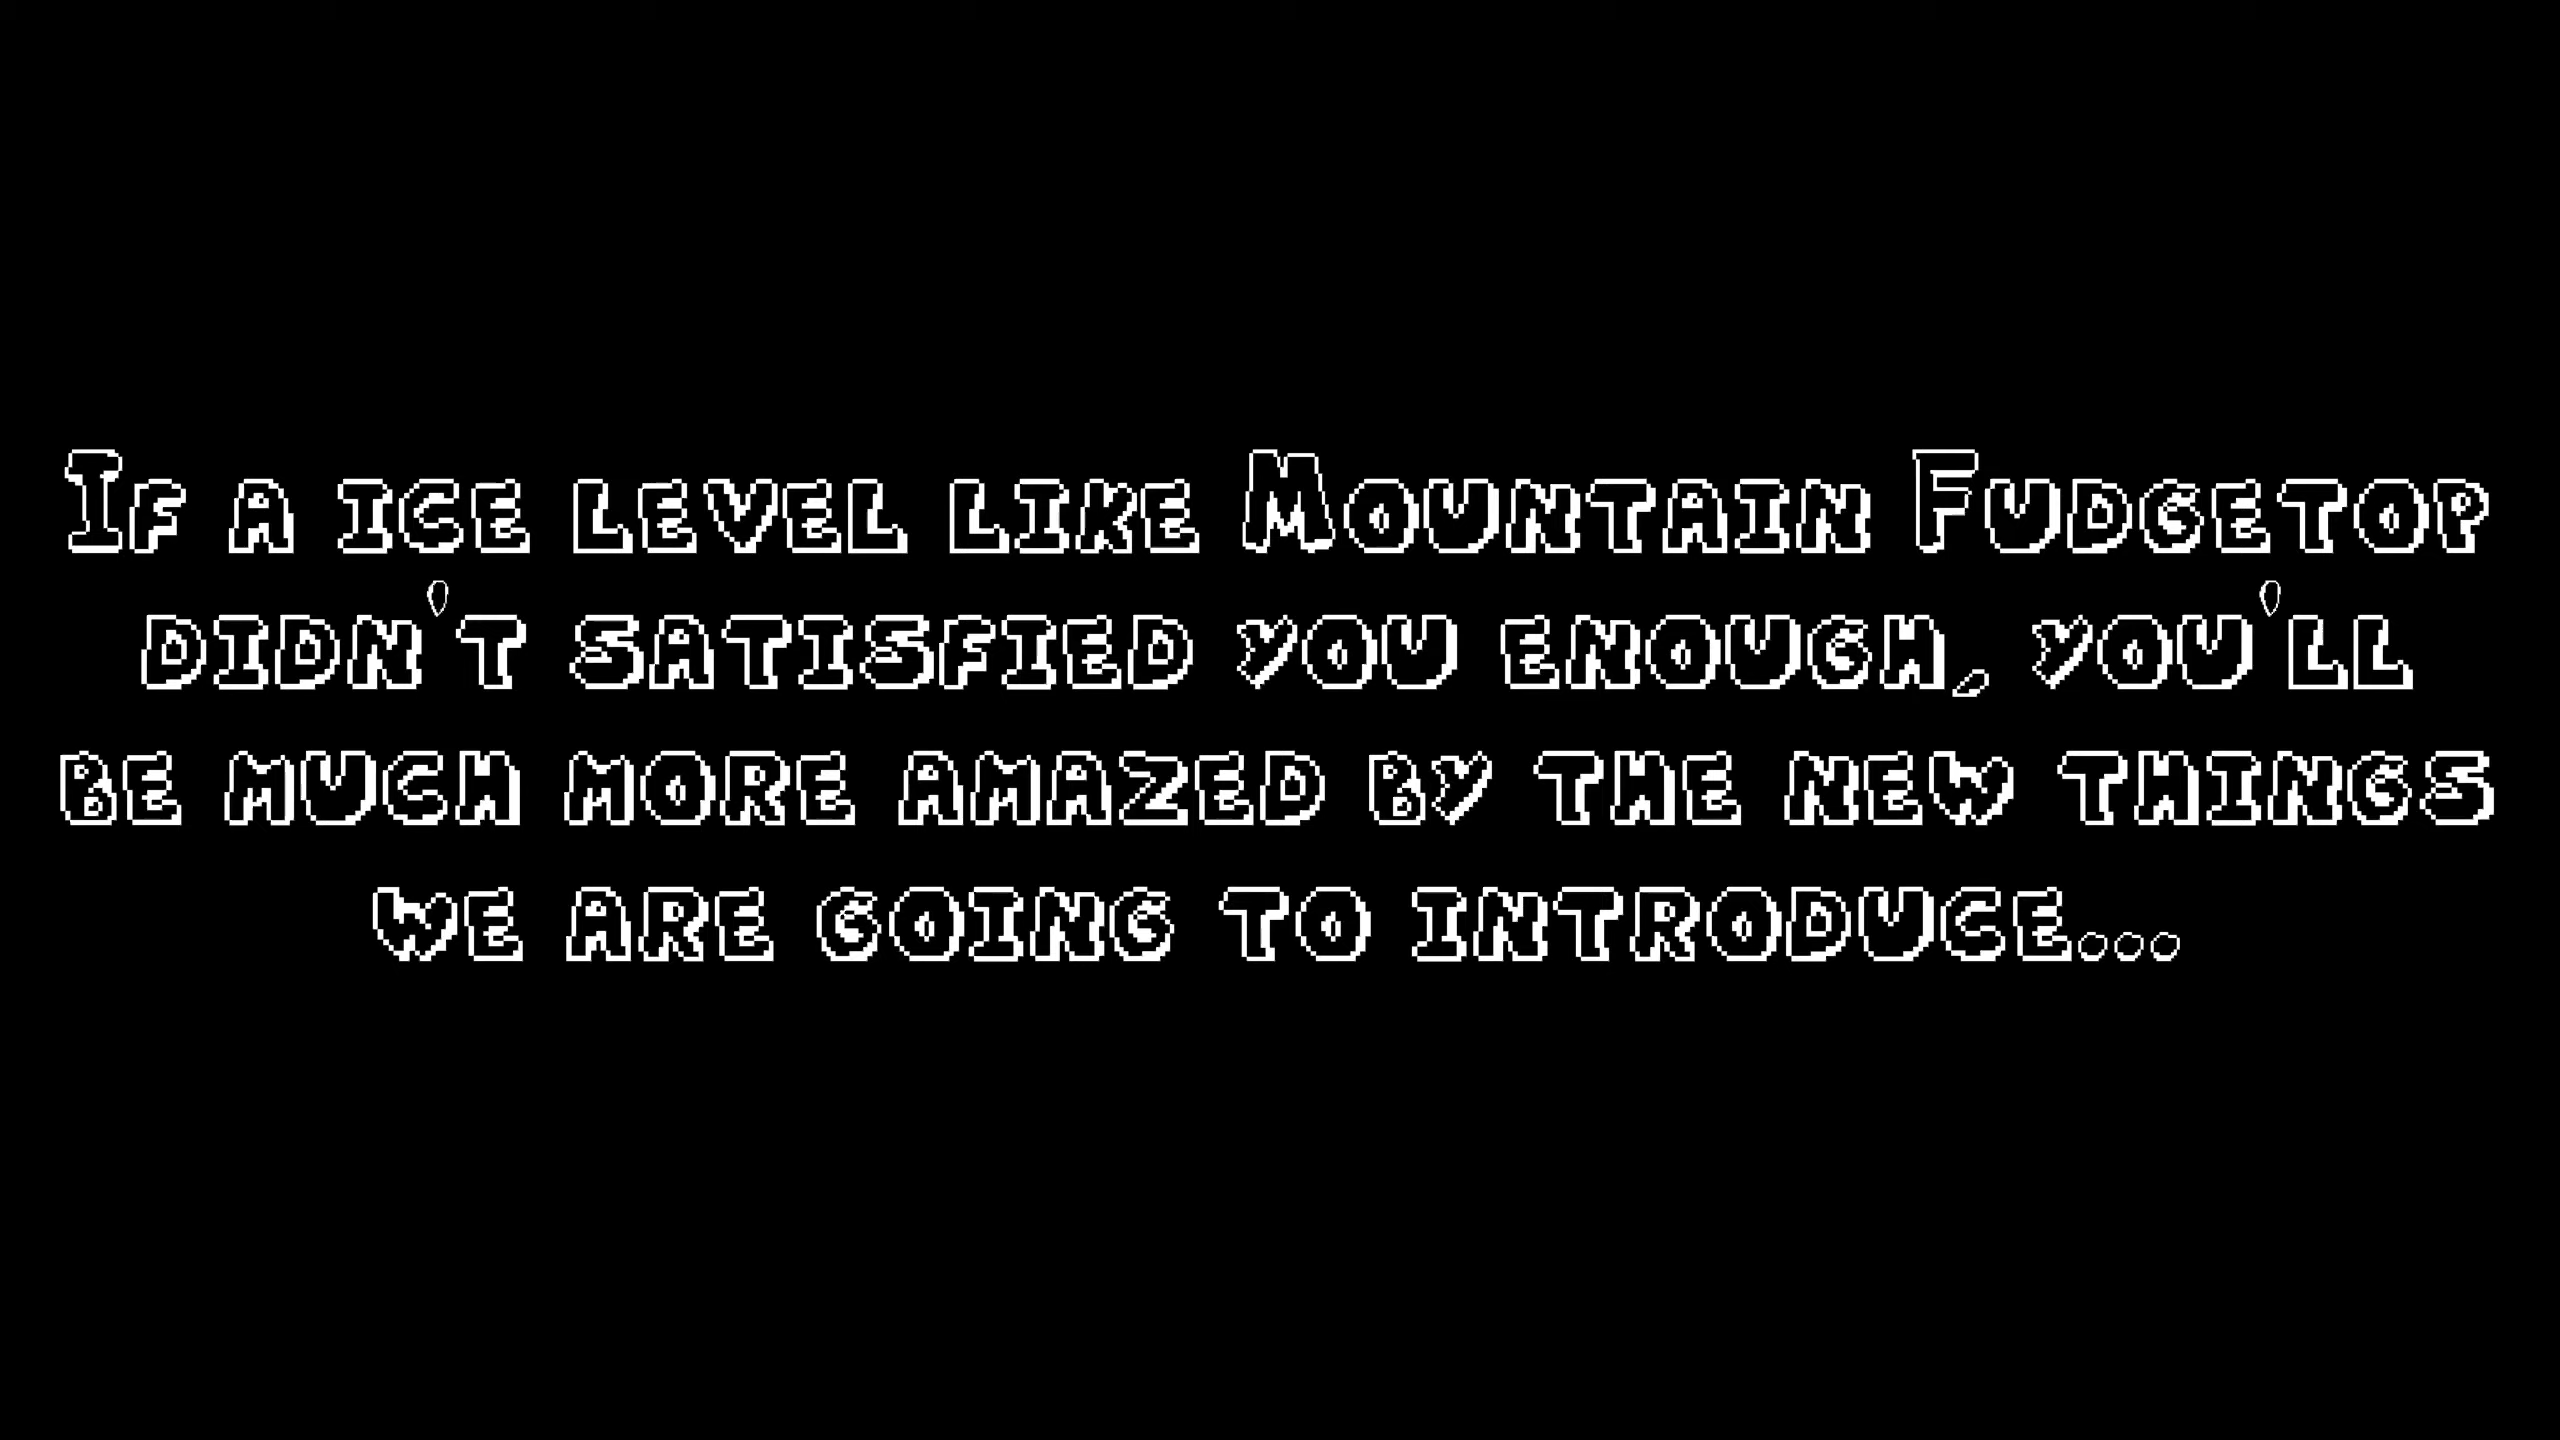 If a ice level like Mountain Fudgetop
didn't satisfied you enough, you'll
be much more amazed by the new things
we are going to introduce...